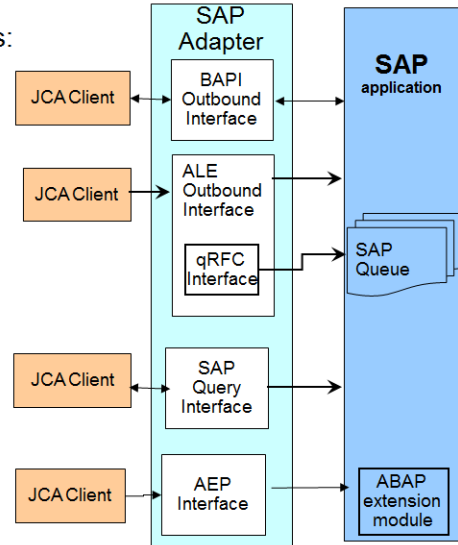 s:
SAP
Adapter
SAP
application
JCA Client
BAPI
Outbound
Interface
JCA Client
ALE
Outbound
Interface
qRFC
Interface
SAP
Queue
JCA Client
SAP
Query
Interface
JCA Client
AEP
Interface
ABAP
extension
module